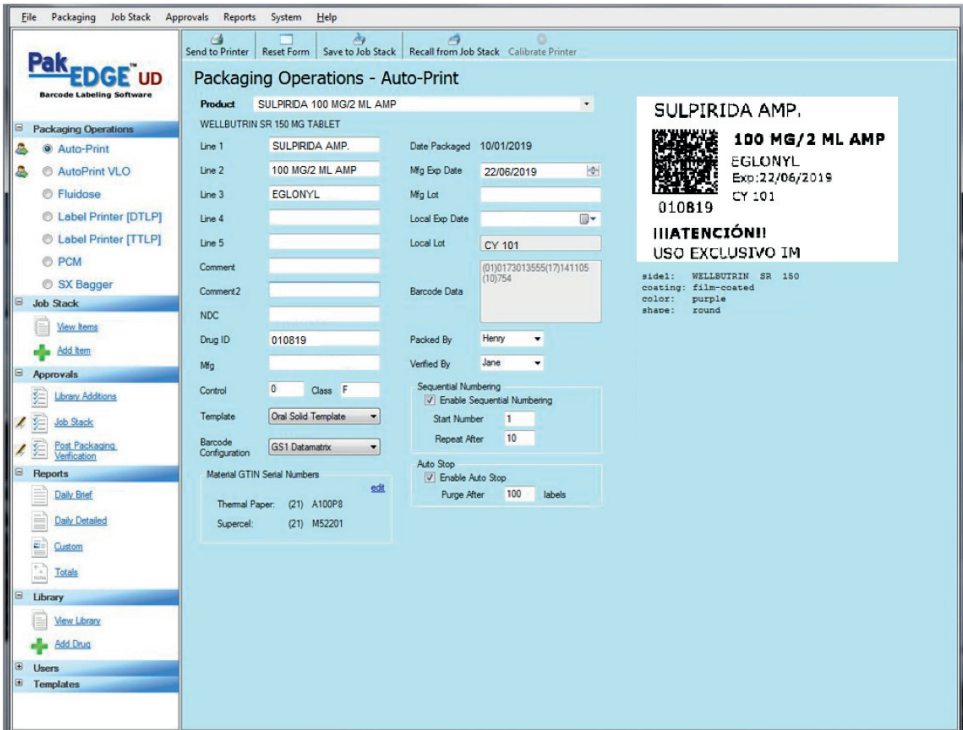 File Packaging Job Stack Approvals Reports System Help
Send to Printer Reset Form Save to Job Stack Recall from Job Stack Calibrate Printer
Pak EDGE™ UD
Barcode Labeling Software
Packaging Operations
Auto-Print
AutoPrint VLO
Fluidose
Label Printer [DTLP]
Label Printer [TTLP]
PCM
SX Bagger
Job Stack
View Items
Add Item
Approvals
Library Additions
Job Stack
Post Packaging
Verification
Reports
Daily Brief
Daily Detailed
Custom
Totals
Library
View Library
Add Drug
Users
Templates
Packaging Operations - Auto-Print
Product SULPIRIDA 100 MG/2 ML AMP
WELLBUTRIN SR 150 MG TABLET
Line 1 SULPIRIDA AMP.
Line 2 100 MG/2 ML AMP
Line 3 EGLONYL
Line 4
Line 5
Comment
Comment2
NDC
Drug ID 010819
Mfg
Control 0 Class F
Template Oral Solid Template
Barcode
Configuration GS1 Datamatrix
Material GTIN Serial Numbers
edit
Thermal Paper: (21) A100P8
Supercel: (21) M52201
Date Packaged 10/01/2019
Mfg Exp Date 22/06/2019
Mfg Lot
Local Exp Date
Local Lot CY 101
Barcode Data (01)0173013555(17)141105
(10)754
Packed By Henry
Verified By Jane
Sequential Numbering
Enable Sequential Numbering
Start Number 1
Repeat After 10
Auto Stop
Enable Auto Stop
Purge After 100 labels
SULPIRIDA AMP.
100 MG/2 ML AMP
EGLONYL
Exp:22/06/2019
CY 101
010819
!!!ATENCIÓN!!
USO EXCLUSIVO IM
side1: WELLBUTRIN SR 150
coating: film-coated
color: purple
shape: round